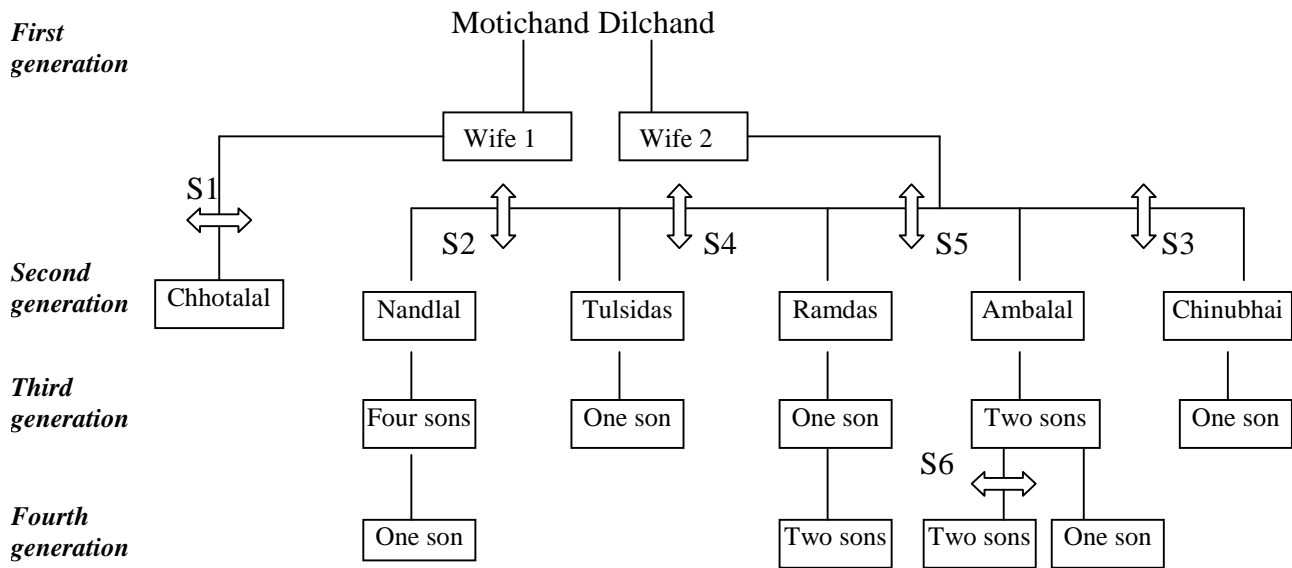 Motichand Dilchand
First
generation
Wife 1
Wife 2
S1
S2
S4
S5
S3
Second
generation
Chhotalal
Nandlal
Tulsidas
Ramdas
Ambalal
Chinubhai
Third
generation
Four sons
One son
One son
Two sons
One son
S6
Fourth
generation
One son
Two sons
Two sons
One son